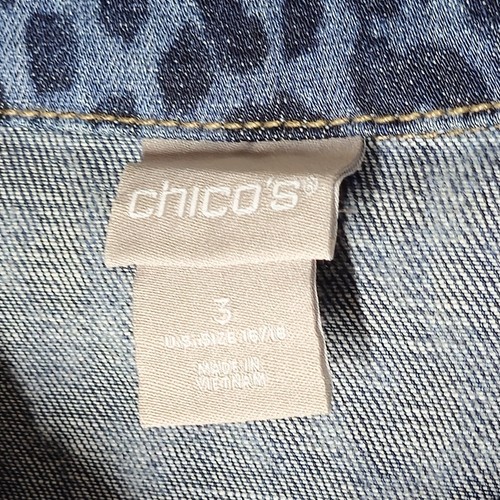 chico's®
3
U.S. SIZE 16/18
MADE IN
VIETNAM